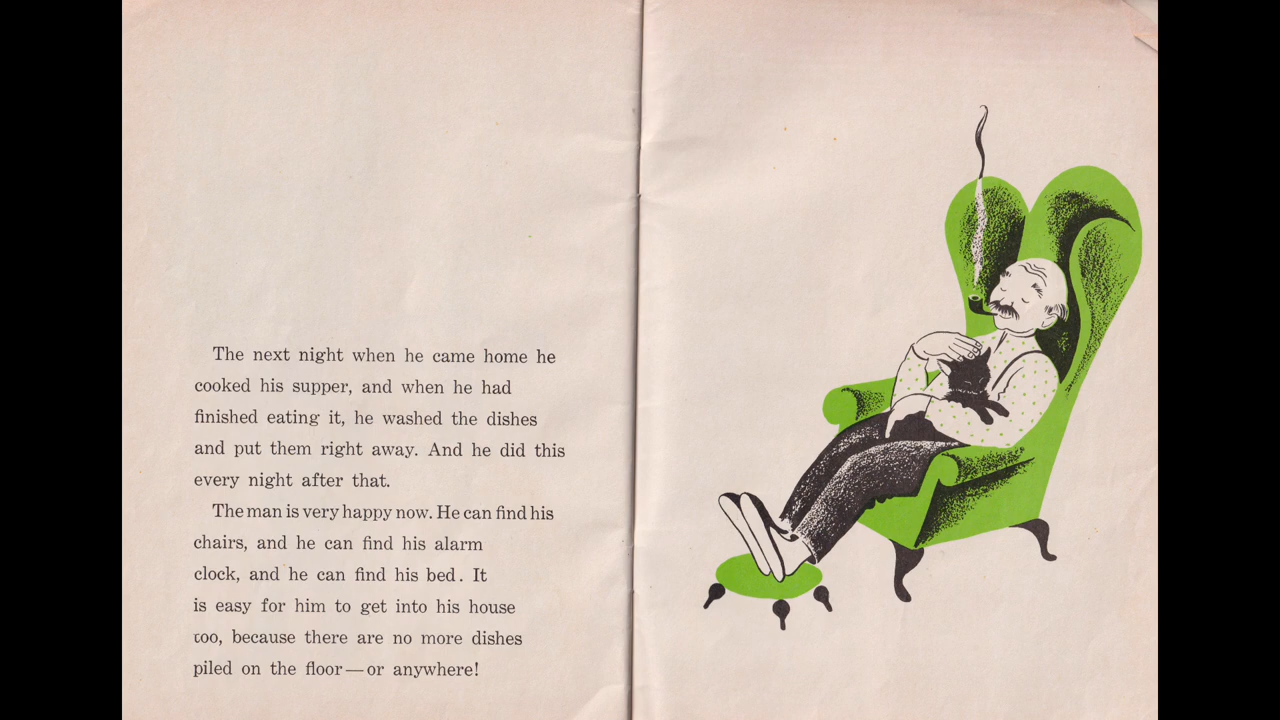 The next night when he came home he
cooked his supper, and when he had
finished eating it, he washed the dishes
and put them right away. And he did this
every night after that.
The man is very happy now. He can find his
chairs, and he can find his alarm
clock, and he can find his bed. It
is easy for him to get into his house
too, because there are no more dishes
piled on the floor—or anywhere!